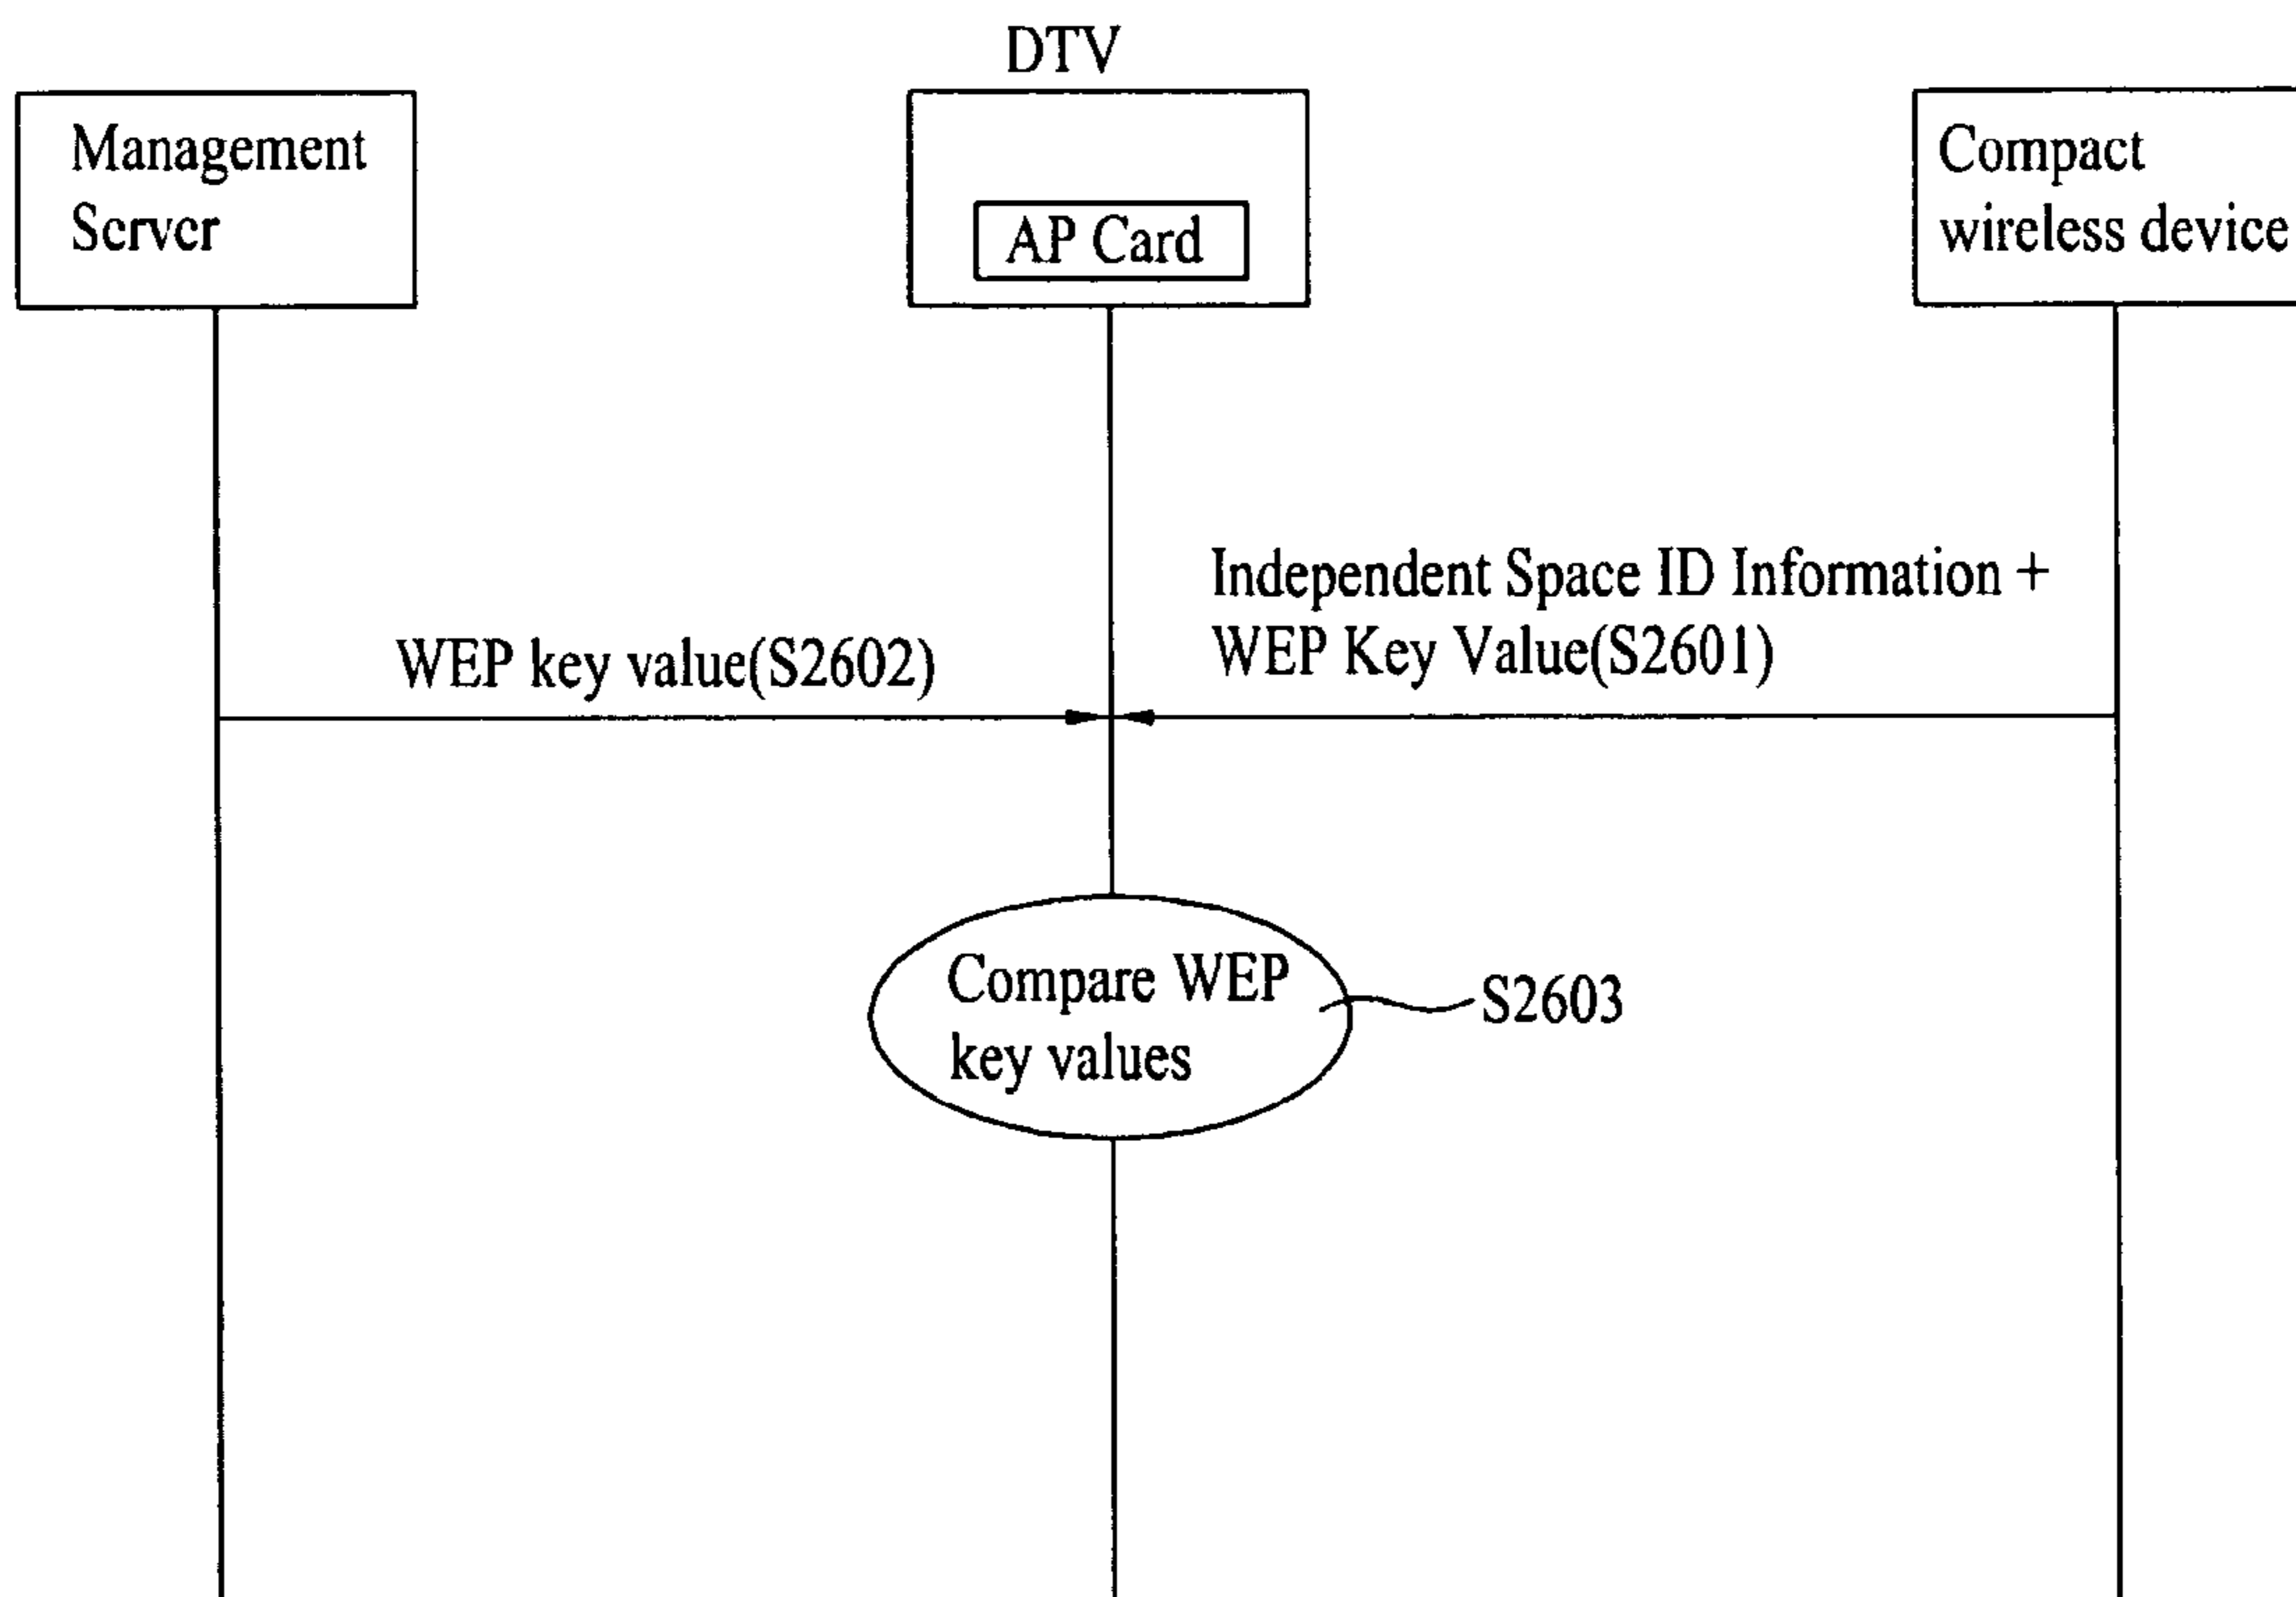 DTV
Management
Server
AP Card
Compact
wireless device
Independent Space ID Information +
WEP Key Value(S2601)
WEP key value(S2602)
Compare WEP
key values
S2603